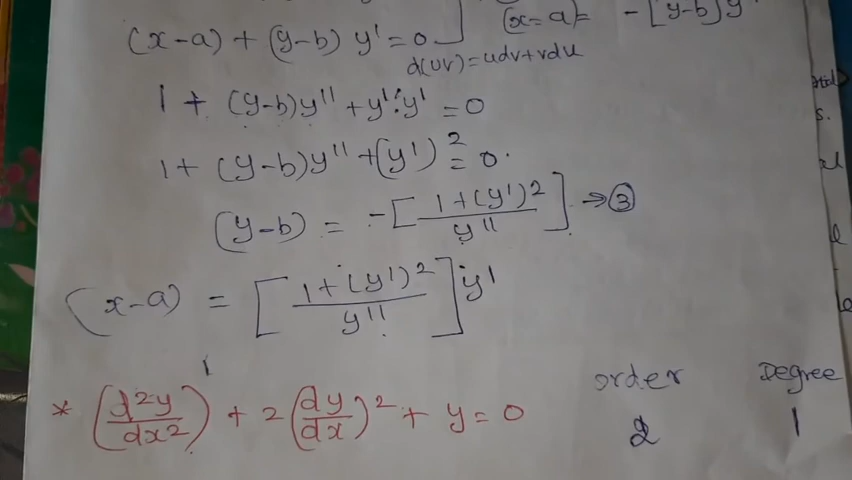 (x-a) = -[y-b]y'
(x-a) + (y-b) y' = 0
d(uv) = udv+vdu
1 + (y-b)y'' + y'.y' = 0
1 + (y-b)y'' + (y')² = 0.
(y-b) = -[(1+(y')²)/y''] → ③
(x-a) = [(1+(y')²)/y''] y'
order Degree
* (d²y/dx²)¹ + 2(dy/dx)² + y = 0 2 1